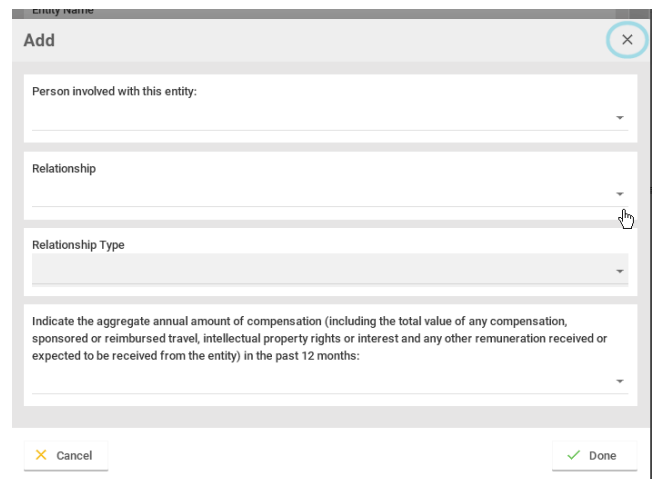 Entity Name
Add
Person involved with this entity:
Relationship
Relationship Type
Indicate the aggregate annual amount of compensation (including the total value of any compensation,
sponsored or reimbursed travel, intellectual property rights or interest and any other remuneration received or
expected to be received from the entity) in the past 12 months:
Cancel
Done